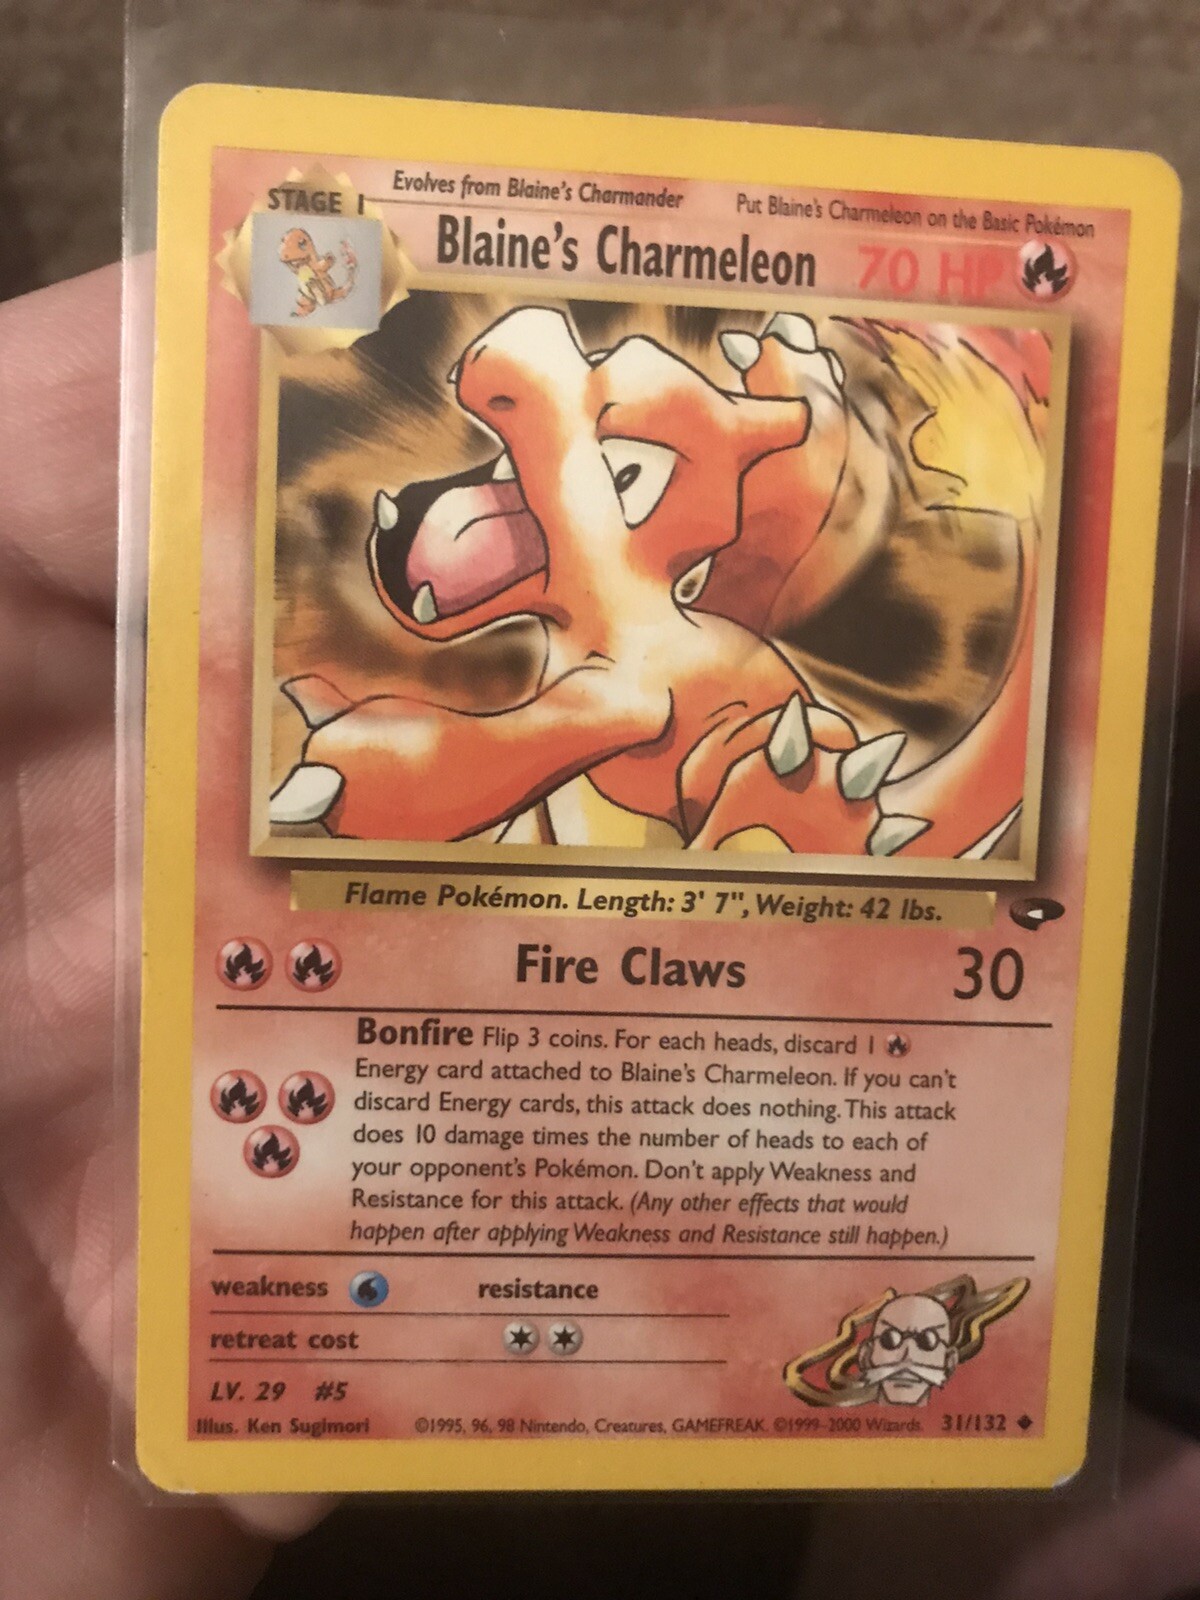 STAGE 1
Evolves from Blaine's Charmander
Put Blaine's Charmeleon on the Basic Pokémon
Blaine's Charmeleon 70 HP
Flame Pokémon. Length: 3' 7", Weight: 42 lbs.
Fire Claws 30
Bonfire Flip 3 coins. For each heads, discard 1
Energy card attached to Blaine's Charmeleon. If you can't
discard Energy cards, this attack does nothing. This attack
does 10 damage times the number of heads to each of
your opponent's Pokémon. Don't apply Weakness and
Resistance for this attack. (Any other effects that would
happen after applying Weakness and Resistance still happen.)
weakness resistance
retreat cost
LV. 29 #5
Illus. Ken Sugimori ©1995, 96, 98 Nintendo, Creatures, GAMEFREAK. ©1999-2000 Wizards. 31/132